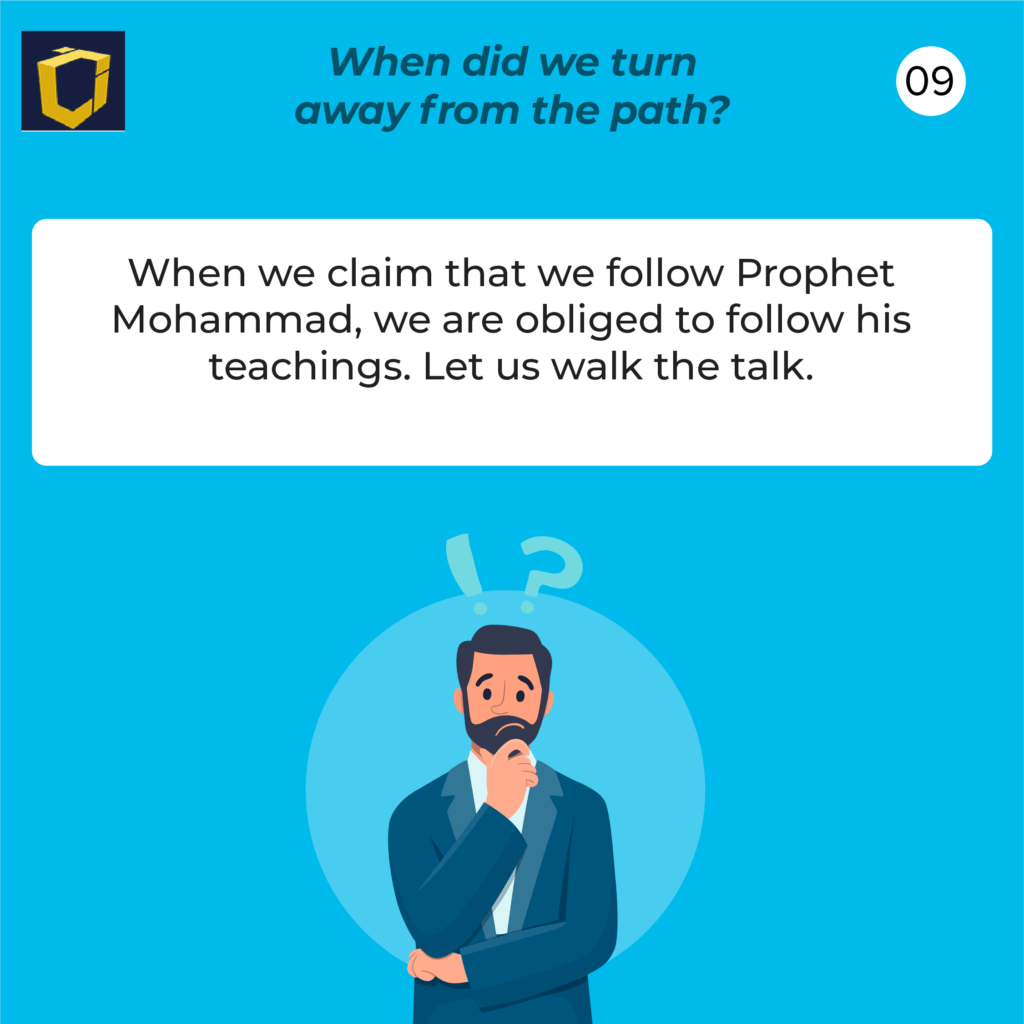 When did we turn
away from the path?
09
When we claim that we follow Prophet
Mohammad, we are obliged to follow his
teachings. Let us walk the talk.
! ?